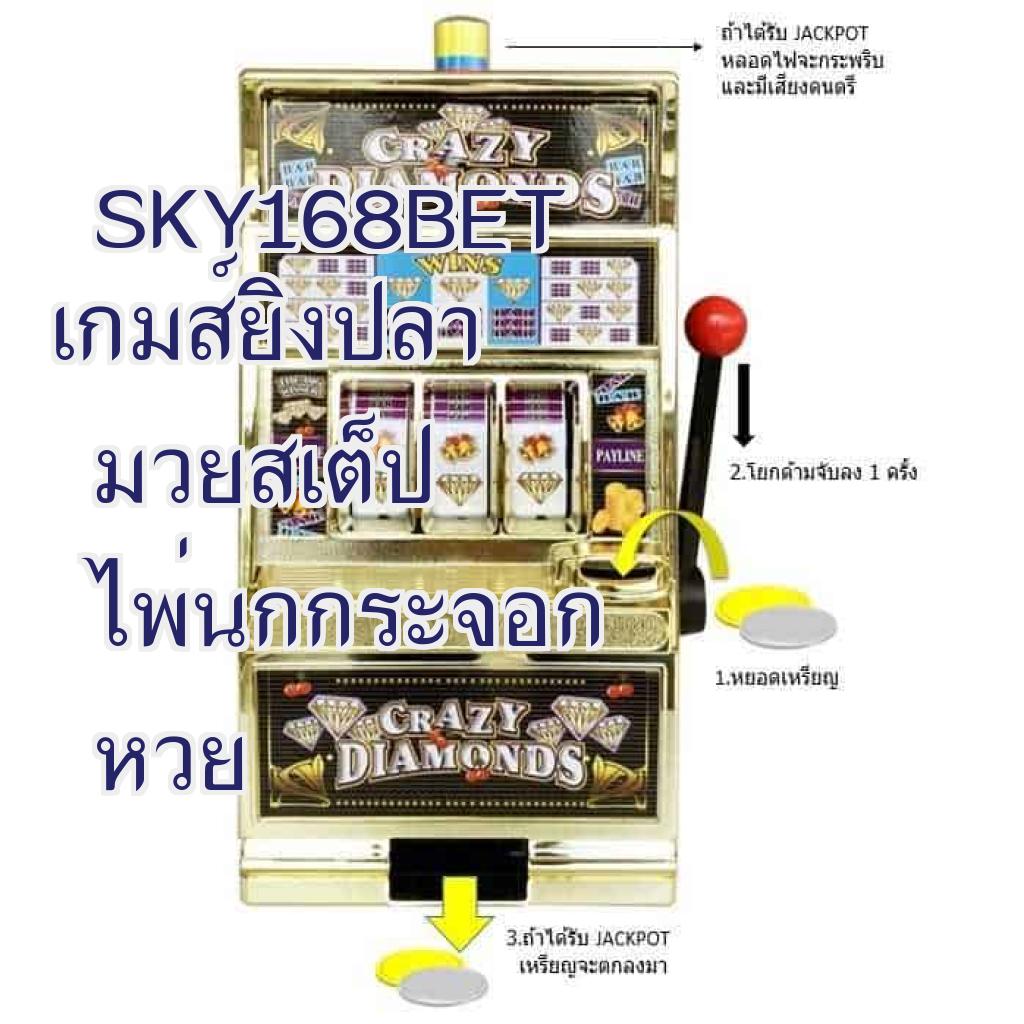 ถ้าได้รับ JACKPOT
หลอดไฟจะกระพริบ
และมีเสียงดนตรี
CRAZY
DIAMONDS
SKY168BET
WINS
เกมส์ยิงปลา
มวยสเต็ป
PAYLINE
2.โยกด้ามจับลง 1 ครั้ง
ไพ่นกกระจอก
1.หยอดเหรียญ
CRAZY
DIAMONDS
หวย
3.ถ้าได้รับ JACKPOT
เหรียญจะตกลงมา